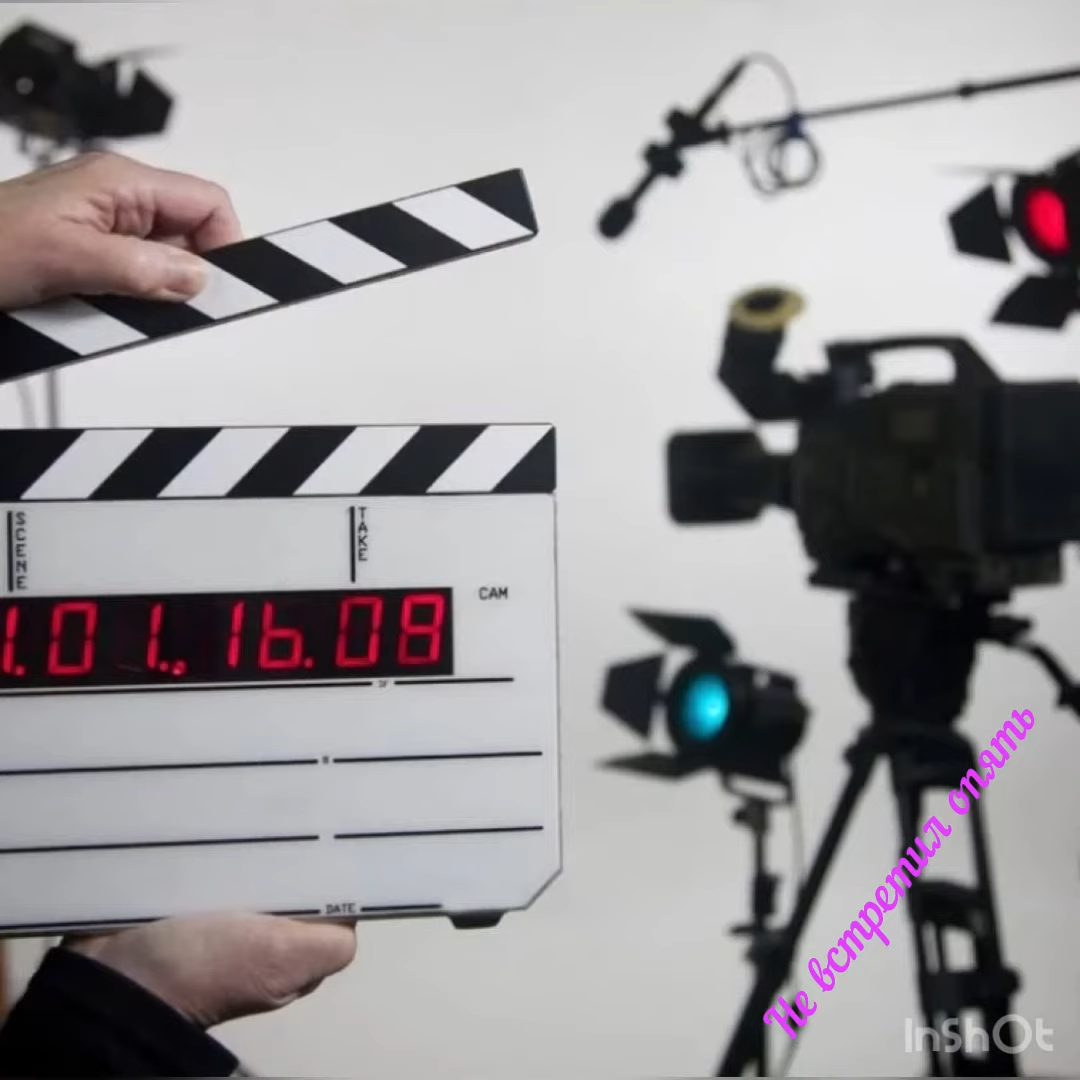 SCENE
TAKE
CAM
1.01.,16.08
DATE
Не встретил опять
InShOt